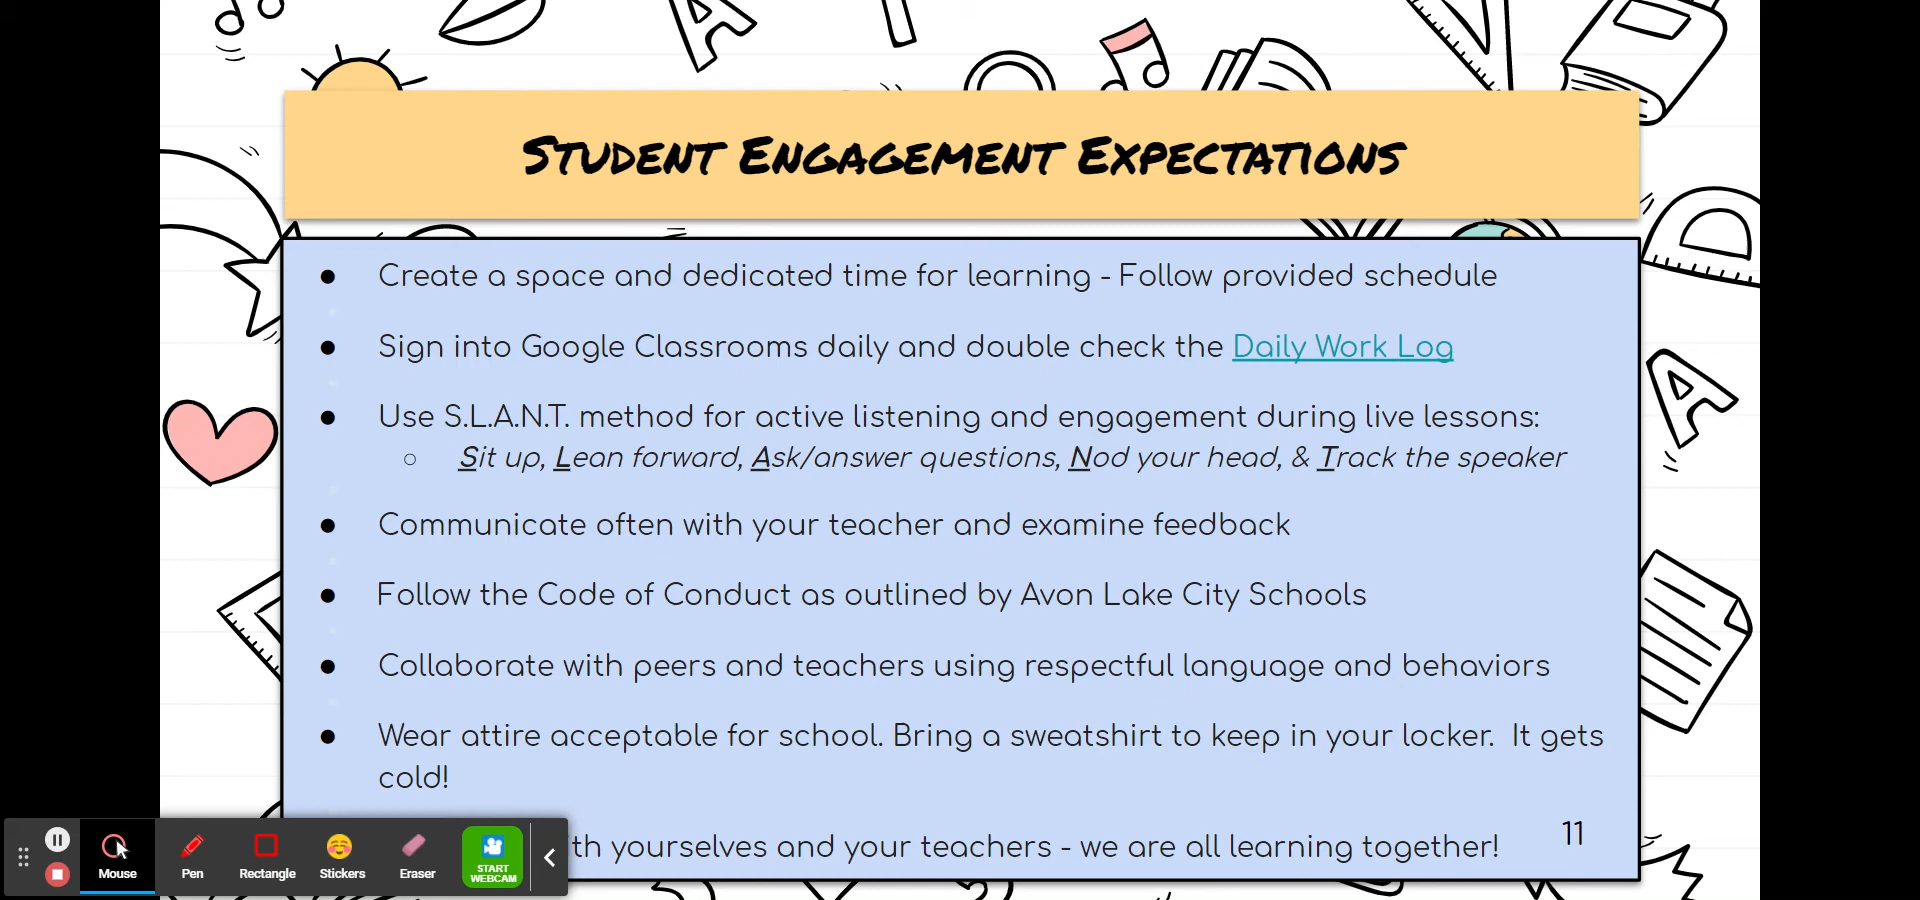 Student Engagement Expectations
● Create a space and dedicated time for learning - Follow provided schedule
● Sign into Google Classrooms daily and double check the Daily Work Log
● Use S.L.A.N.T. method for active listening and engagement during live lessons:
○ Sit up, Lean forward, Ask/answer questions, Nod your head, & Track the speaker
● Communicate often with your teacher and examine feedback
● Follow the Code of Conduct as outlined by Avon Lake City Schools
● Collaborate with peers and teachers using respectful language and behaviors
● Wear attire acceptable for school. Bring a sweatshirt to keep in your locker.  It gets
cold!
yourselves and your teachers - we are all learning together!
11
Mouse
Pen
Rectangle
Stickers
Eraser
START
WEBCAM